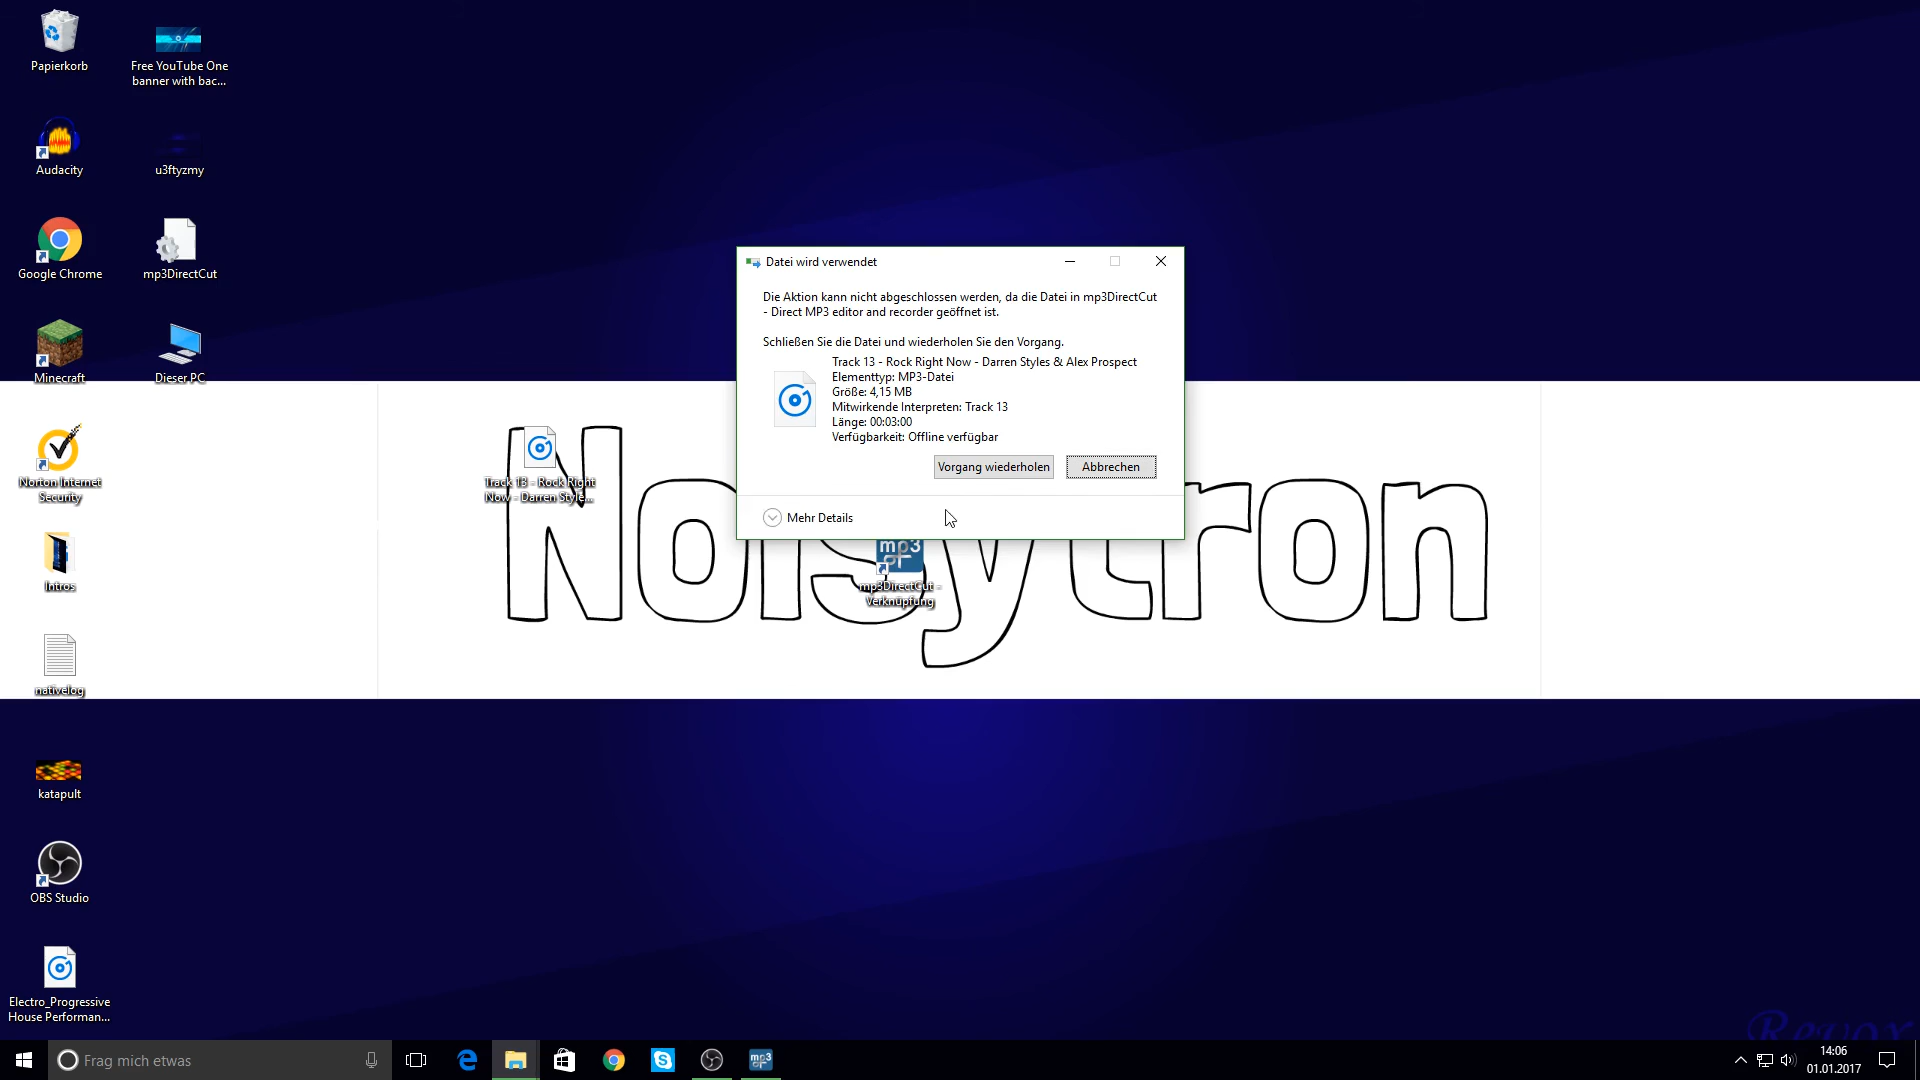 Papierkorb
Free YouTube One
banner with bac...
Audacity
u3ftyzmy
Google Chrome
mp3DirectCut
Minecraft
Dieser PC
Norton Internet
Security
Intros
nativelog
katapult
OBS Studio
Electro_Progressive
House Performan...
Track 13 - Rock Right
Now - Darren Style...
Noisytron
mp3
mp3DirectCut -
Verknüpfung
Datei wird verwendet
Die Aktion kann nicht abgeschlossen werden, da die Datei in mp3DirectCut
- Direct MP3 editor and recorder geöffnet ist.
Schließen Sie die Datei und wiederholen Sie den Vorgang.
Track 13 - Rock Right Now - Darren Styles & Alex Prospect
Elementtyp: MP3-Datei
Größe: 4,15 MB
Mitwirkende Interpreten: Track 13
Länge: 00:03:00
Verfügbarkeit: Offline verfügbar
Vorgang wiederholen
Abbrechen
Mehr Details
Revox
Frag mich etwas
mp3
14:06
01.01.2017